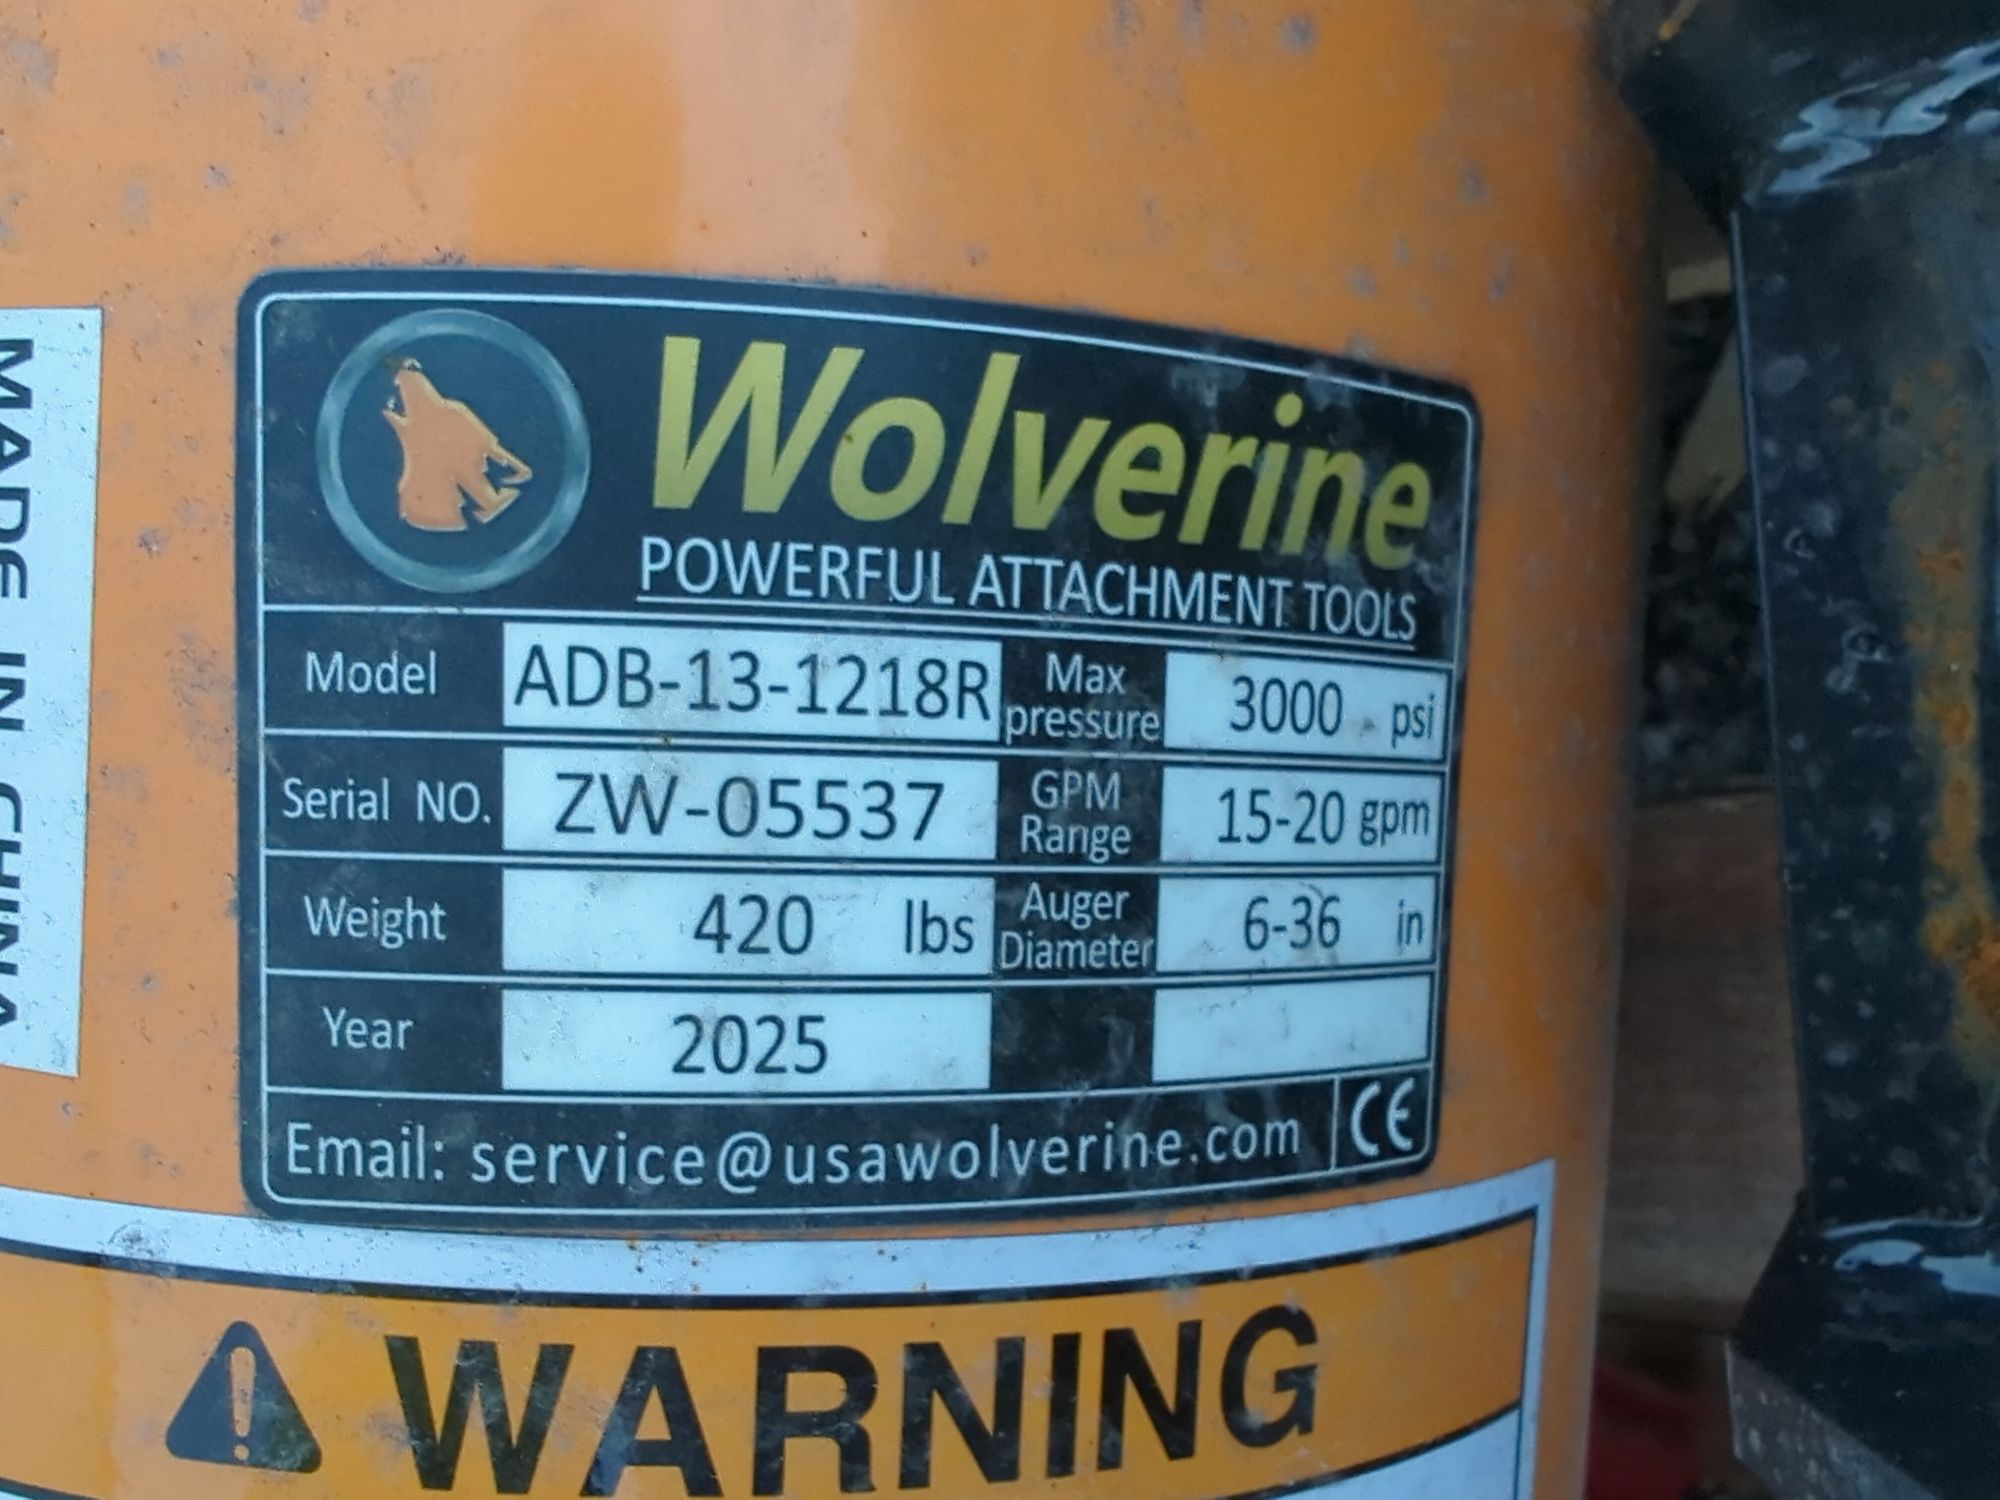 MADE IN CHINA
Wolverine
POWERFUL ATTACHMENT TOOLS
Model ADB-13-1218R Max pressure 3000 psi
Serial NO. ZW-05537 GPM Range 15-20 gpm
Weight 420 lbs Auger Diameter 6-36 in
Year 2025
Email: service@usawolverine.com CE
WARNING